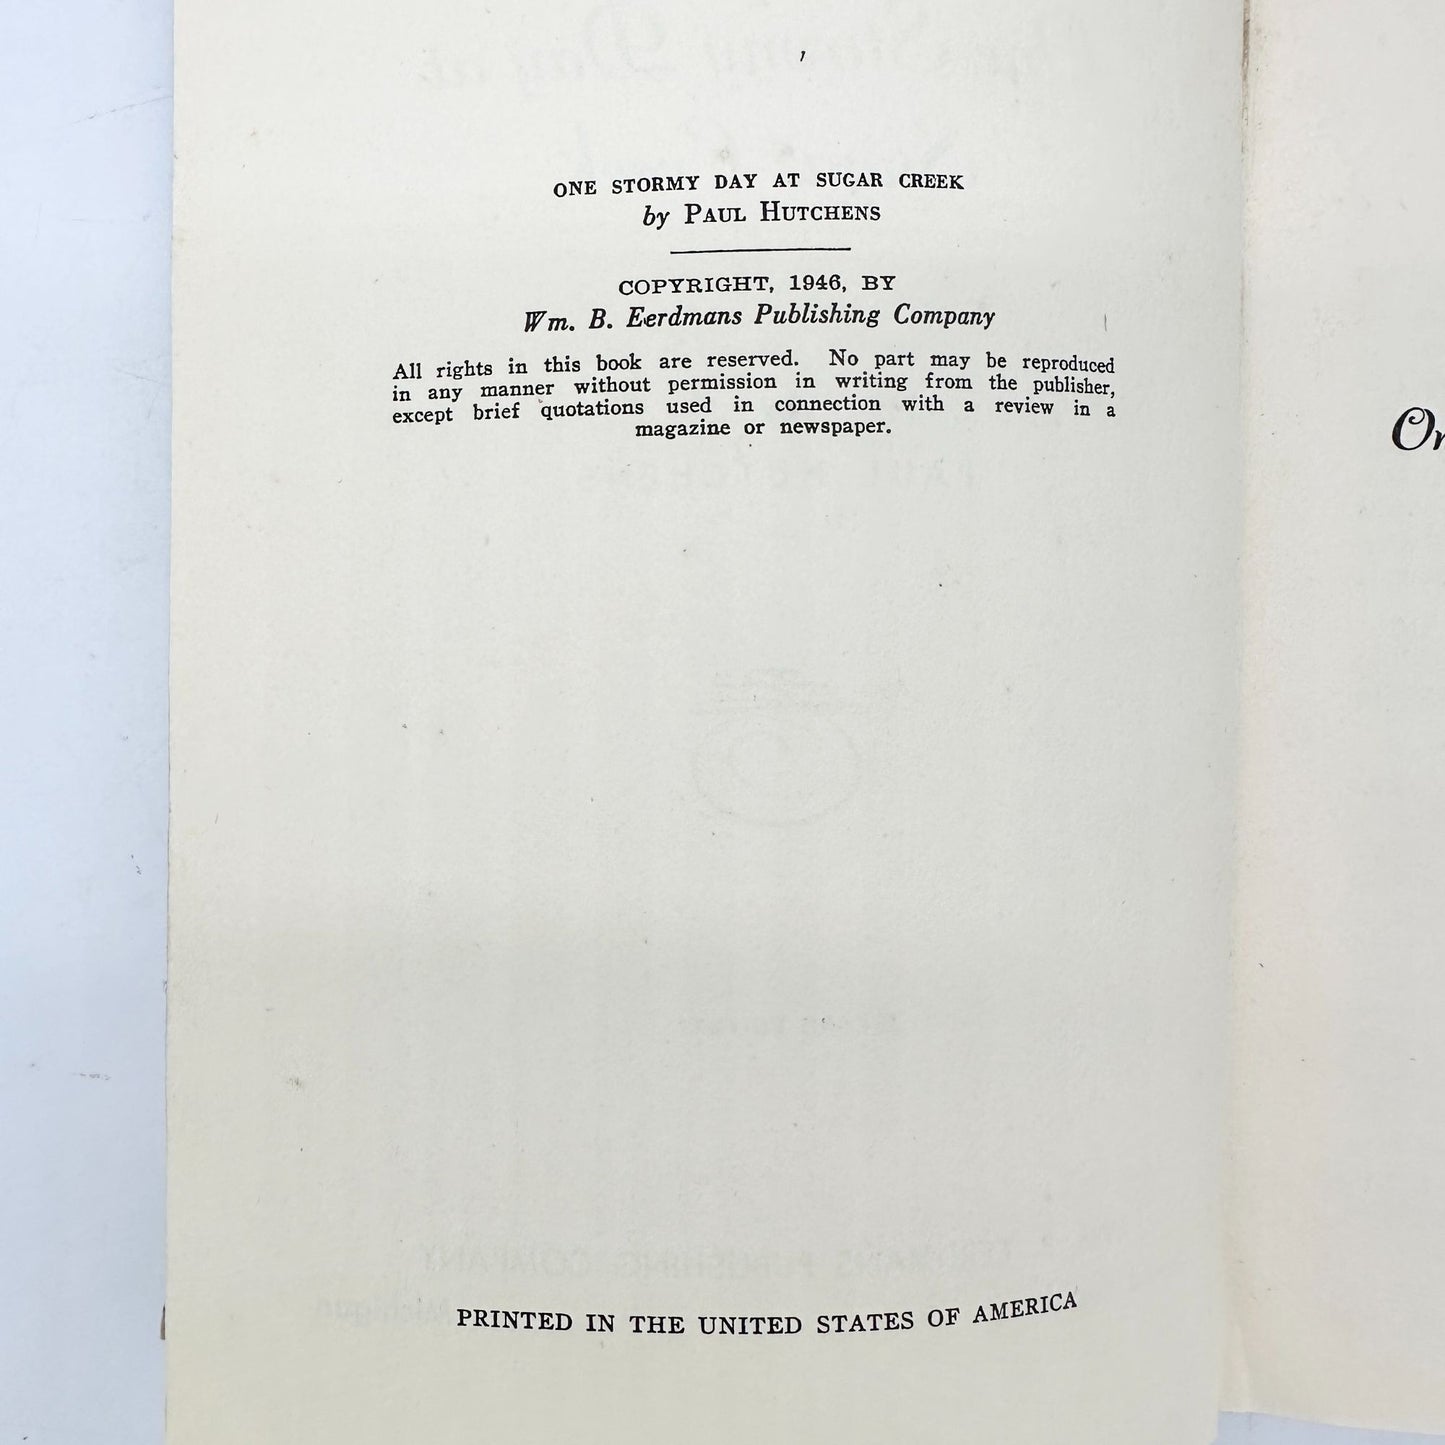 ONE STORMY DAY AT SUGAR CREEK
by PAUL HUTCHENS
COPYRIGHT, 1946, BY
Wm. B. Eerdmans Publishing Company
All rights in this book are reserved. No part may be reproduced
in any manner without permission in writing from the publisher,
except brief quotations used in connection with a review in a
magazine or newspaper.
PRINTED IN THE UNITED STATES OF AMERICA